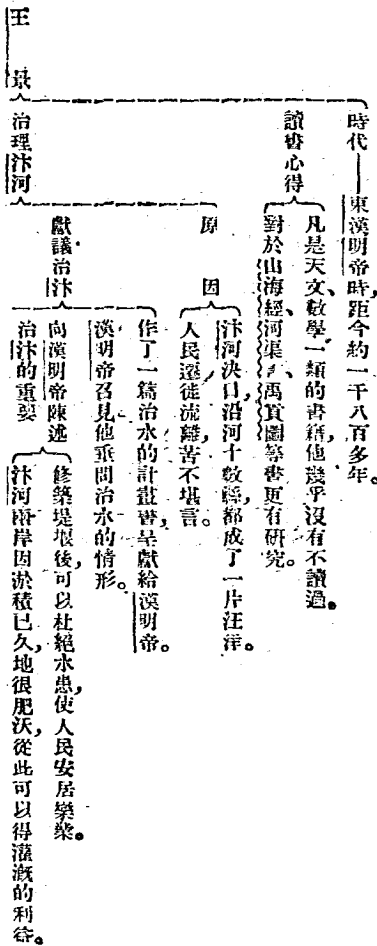 王景
時代——東漢明帝時，距今約一千八百多年。
讀書心得
凡是天文、數學一類的書籍，他幾乎沒有不讀過。
對於山海經、河渠書、禹貢圖等書更有研究。
治理汴河
原因
汴河決口，沿河十數縣，都成了一片汪洋。
人民遷徙流離，苦不堪言。
獻議治汴
作了一篇治水的計畫書，呈獻給漢明帝。
漢明帝召見他垂問治水的情形。
向漢明帝陳述
治汴的重要
修築堤堰後，可以杜絕水患，使人民安居樂業。
汴河兩岸因淤積已久，地很肥沃，從此可以得灌溉的利益。